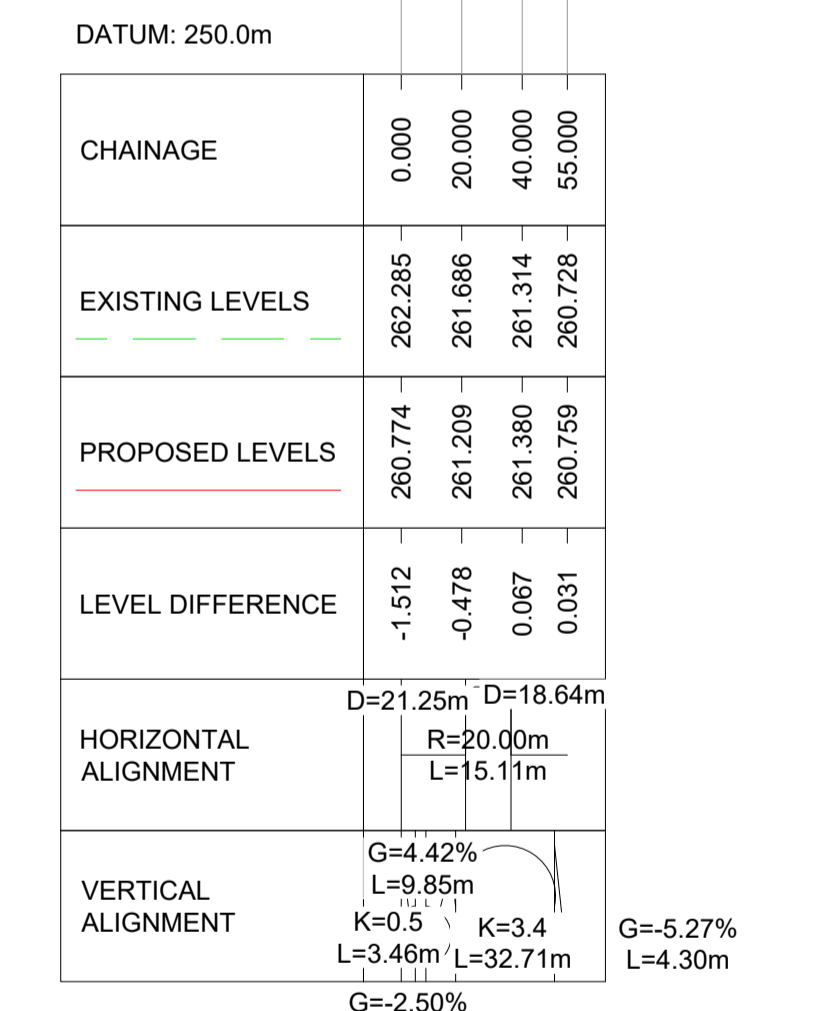 DATUM: 250.0m
CHAINAGE
0.000
20.000
40.000
55.000
EXISTING LEVELS
262.285
261.686
261.314
260.728
PROPOSED LEVELS
260.774
261.209
261.380
260.759
LEVEL DIFFERENCE
-1.512
-0.478
0.067
0.031
HORIZONTAL
ALIGNMENT
D=21.25m
D=18.64m
R=20.00m
L=15.11m
VERTICAL
ALIGNMENT
G=4.42%
L=9.85m
K=0.5
L=3.46m
K=3.4
L=32.71m
G=-5.27%
L=4.30m
G=-2.50%